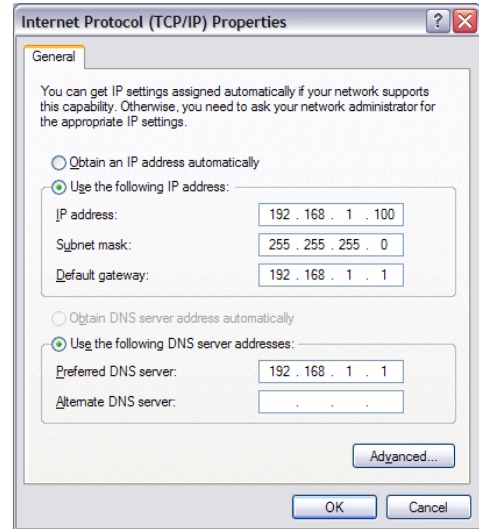 Internet Protocol (TCP/IP) Properties
General
You can get IP settings assigned automatically if your network supports
this capability. Otherwise, you need to ask your network administrator for
the appropriate IP settings.
Obtain an IP address automatically
Use the following IP address:
IP address: 192 . 168 . 1 . 100
Subnet mask: 255 . 255 . 255 . 0
Default gateway: 192 . 168 . 1 . 1
Obtain DNS server address automatically
Use the following DNS server addresses:
Preferred DNS server: 192 . 168 . 1 . 1
Alternate DNS server: . . .
Advanced...
OK Cancel